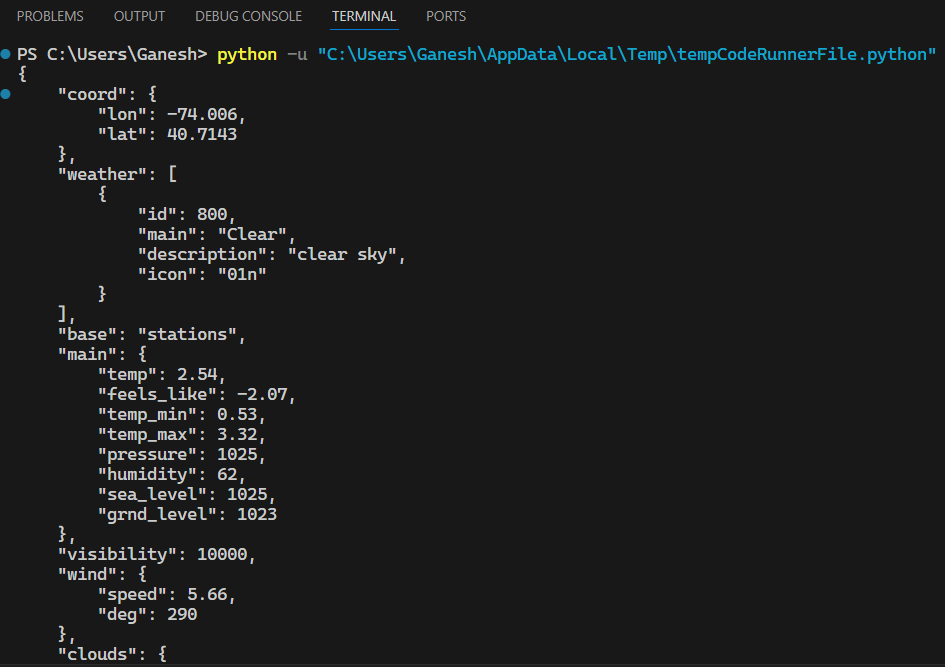 PROBLEMS OUTPUT DEBUG CONSOLE TERMINAL PORTS
PS C:\Users\Ganesh> python -u "C:\Users\Ganesh\AppData\Local\Temp\tempCodeRunnerFile.python"
{
    "coord": {
        "lon": -74.006,
        "lat": 40.7143
    },
    "weather": [
        {
            "id": 800,
            "main": "Clear",
            "description": "clear sky",
            "icon": "01n"
        }
    ],
    "base": "stations",
    "main": {
        "temp": 2.54,
        "feels_like": -2.07,
        "temp_min": 0.53,
        "temp_max": 3.32,
        "pressure": 1025,
        "humidity": 62,
        "sea_level": 1025,
        "grnd_level": 1023
    },
    "visibility": 10000,
    "wind": {
        "speed": 5.66,
        "deg": 290
    },
    "clouds": {